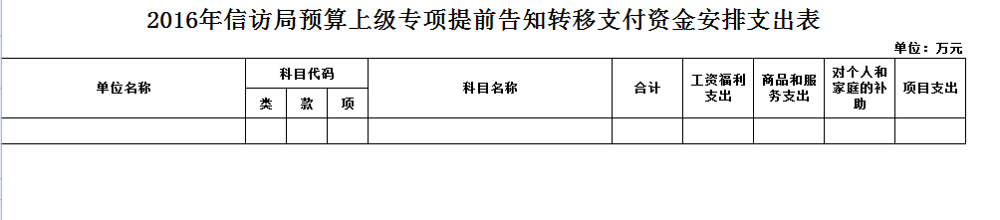 2016年信访局预算上级专项提前告知转移支付资金安排支出表
单位：万元
单位名称
科目代码
类
款
项
科目名称
合计
工资福利
支出
商品和服
务支出
对个人和
家庭的补
助
项目支出